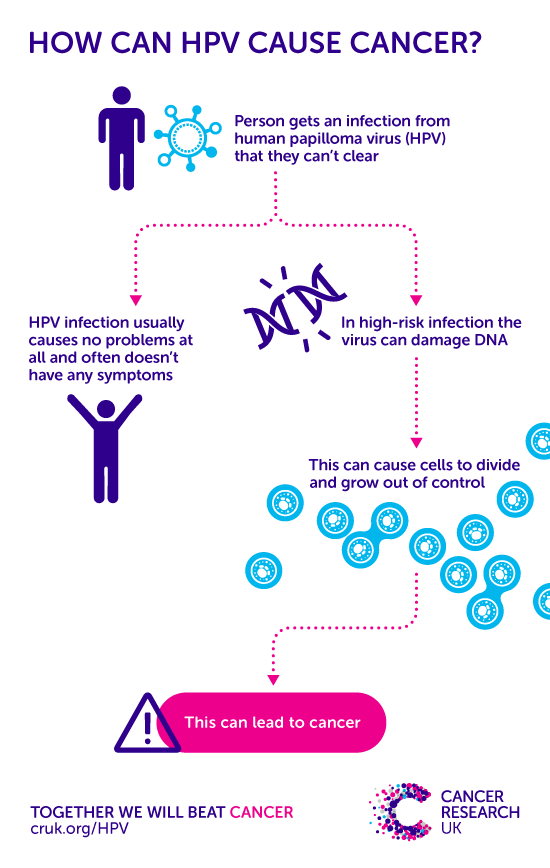 HOW CAN HPV CAUSE CANCER?
Person gets an infection from
human papilloma virus (HPV)
that they can't clear
HPV infection usually
causes no problems at
all and often doesn't
have any symptoms
In high-risk infection the
virus can damage DNA
This can cause cells to divide
and grow out of control
This can lead to cancer
TOGETHER WE WILL BEAT CANCER
cruk.org/HPV
CANCER
RESEARCH
UK